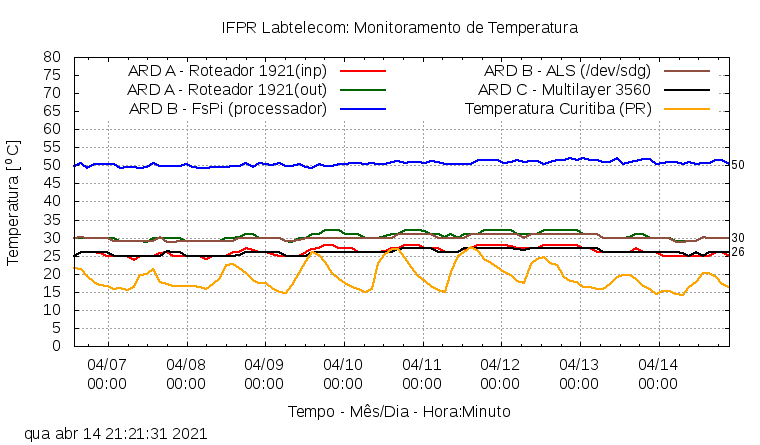 IFPR Labtelecom: Monitoramento de Temperatura
ARD A - Roteador 1921(inp)
ARD A - Roteador 1921(out)
ARD B - FsPi (processador)
ARD B - ALS (/dev/sdg)
ARD C - Multilayer 3560
Temperatura Curitiba (PR)
Temperatura [ °C]
80
75
70
65
60
55
50
45
40
35
30
25
20
15
10
5
0
50
30
26
04/07 04/08 04/09 04/10 04/11 04/12 04/13 04/14
00:00 00:00 00:00 00:00 00:00 00:00 00:00 00:00
Tempo - Mês/Dia - Hora:Minuto
qua abr 14 21:21:31 2021